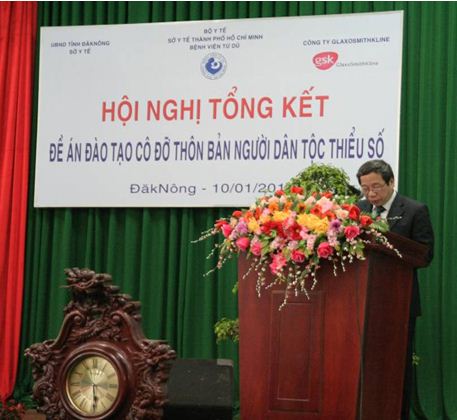 UBND TỈNH ĐĂKNÔNG
SỞ Y TẾ
BỘ Y TẾ
SỞ Y TẾ THÀNH PHỐ HỒ CHÍ MINH
BỆNH VIỆN TỪ DŨ
CÔNG TY GLAXOSMITHKLINE
gsk GlaxoSmithKline
HỘI NGHỊ TỔNG KẾT
ĐỀ ÁN ĐÀO TẠO CÔ ĐỠ THÔN BẢN NGƯỜI DÂN TỘC THIỂU SỐ
ĐăkNông - 10/01/201